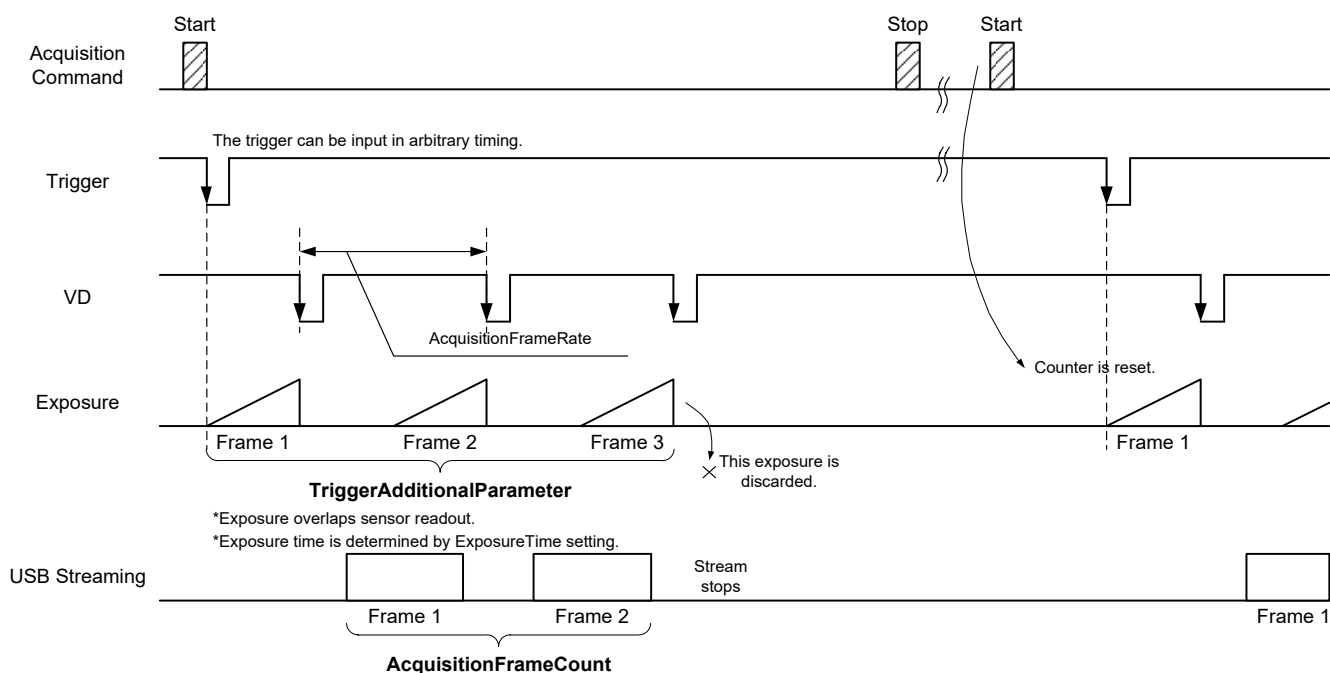 Start
Stop
Start
Acquisition
Command
The trigger can be input in arbitrary timing.
Trigger
VD
AcquisitionFrameRate
Counter is reset.
Exposure
Frame 1
Frame 2
Frame 3
Frame 1
This exposure is
discarded.
TriggerAdditionalParameter
*Exposure overlaps sensor readout.
*Exposure time is determined by ExposureTime setting.
USB Streaming
Stream
stops
Frame 1
Frame 2
Frame 1
AcquisitionFrameCount